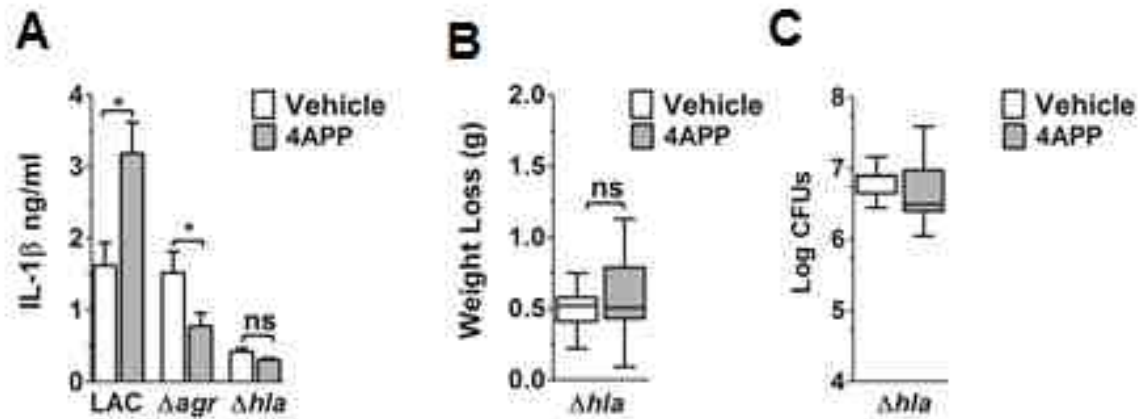 A
IL-1β ng/ml
4
3
2
1
0
*
*
ns
Vehicle
4APP
LAC Δagr Δhla
B
Weight Loss (g)
2.0
1.5
1.0
0.5
0.0
ns
Vehicle
4APP
Δhla
C
Log CFUs
8
7
6
5
4
Vehicle
4APP
Δhla